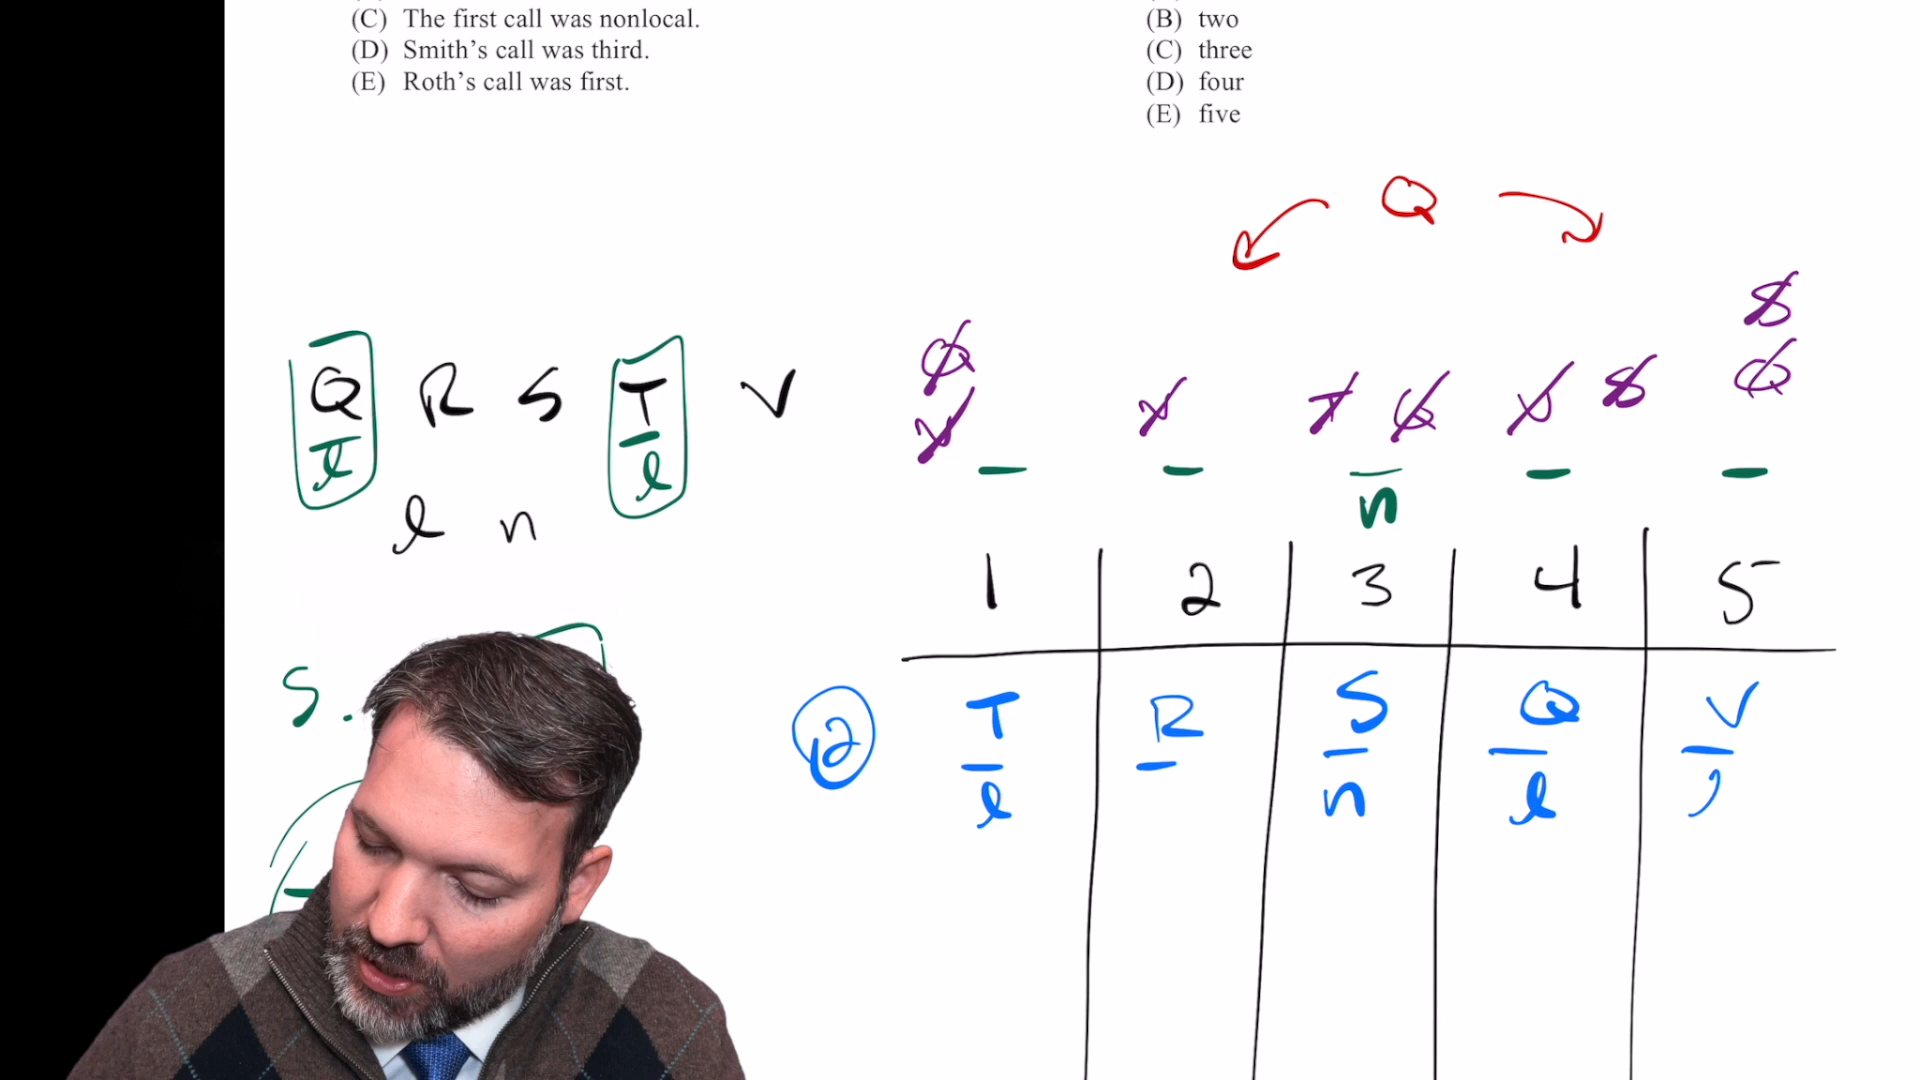 (C) The first call was nonlocal.
(D) Smith’s call was third.
(E) Roth’s call was first.
(B) two
(C) three
(D) four
(E) five
Q
S
Q Q
Q R S T V
V V T Q V S
l l
l n n
1 2 3 4 5
S.
12 T R S Q V
l n l